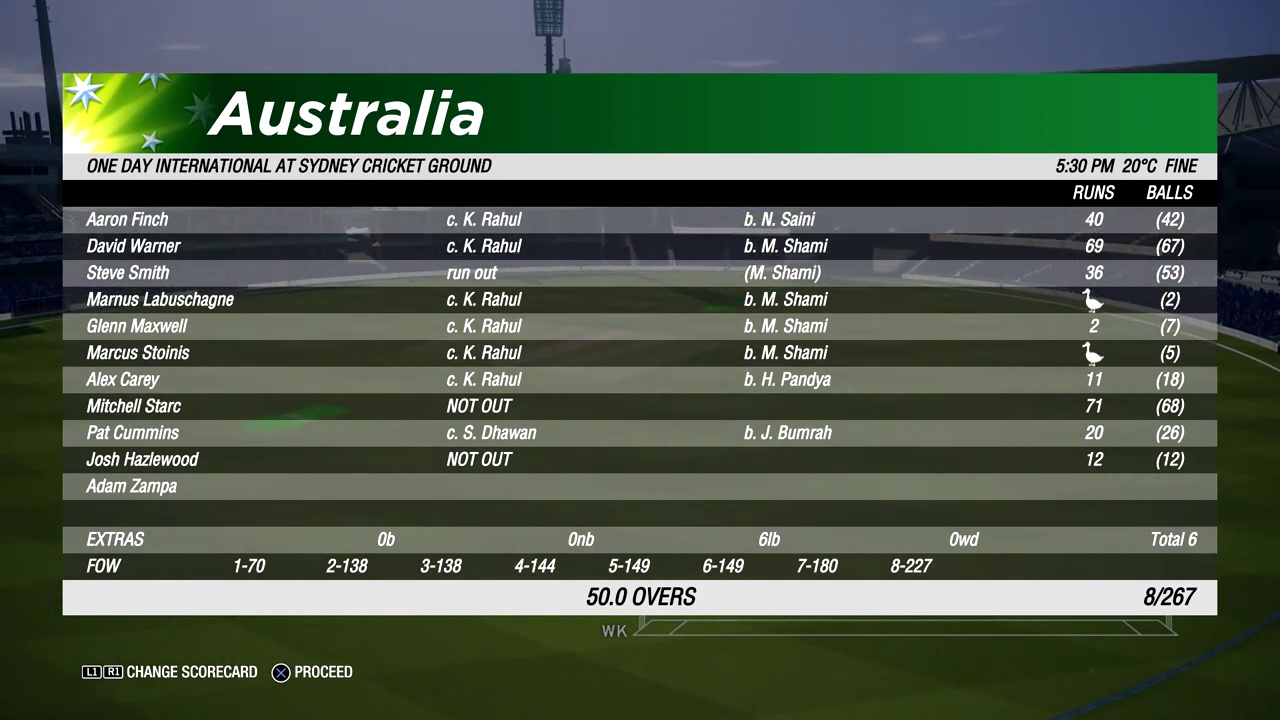 Australia
ONE DAY INTERNATIONAL AT SYDNEY CRICKET GROUND 5:30 PM 20°C FINE
RUNS BALLS
Aaron Finch c. K. Rahul b. N. Saini 40 (42)
David Warner c. K. Rahul b. M. Shami 69 (67)
Steve Smith run out (M. Shami) 36 (53)
Marnus Labuschagne c. K. Rahul b. M. Shami (2)
Glenn Maxwell c. K. Rahul b. M. Shami 2 (7)
Marcus Stoinis c. K. Rahul b. M. Shami (5)
Alex Carey c. K. Rahul b. H. Pandya 11 (18)
Mitchell Starc NOT OUT 71 (68)
Pat Cummins c. S. Dhawan b. J. Bumrah 20 (26)
Josh Hazlewood NOT OUT 12 (12)
Adam Zampa
EXTRAS 0b 0nb 6lb 0wd Total 6
FOW 1-70 2-138 3-138 4-144 5-149 6-149 7-180 8-227
50.0 OVERS 8/267
WK
L1 R1 CHANGE SCORECARD PROCEED